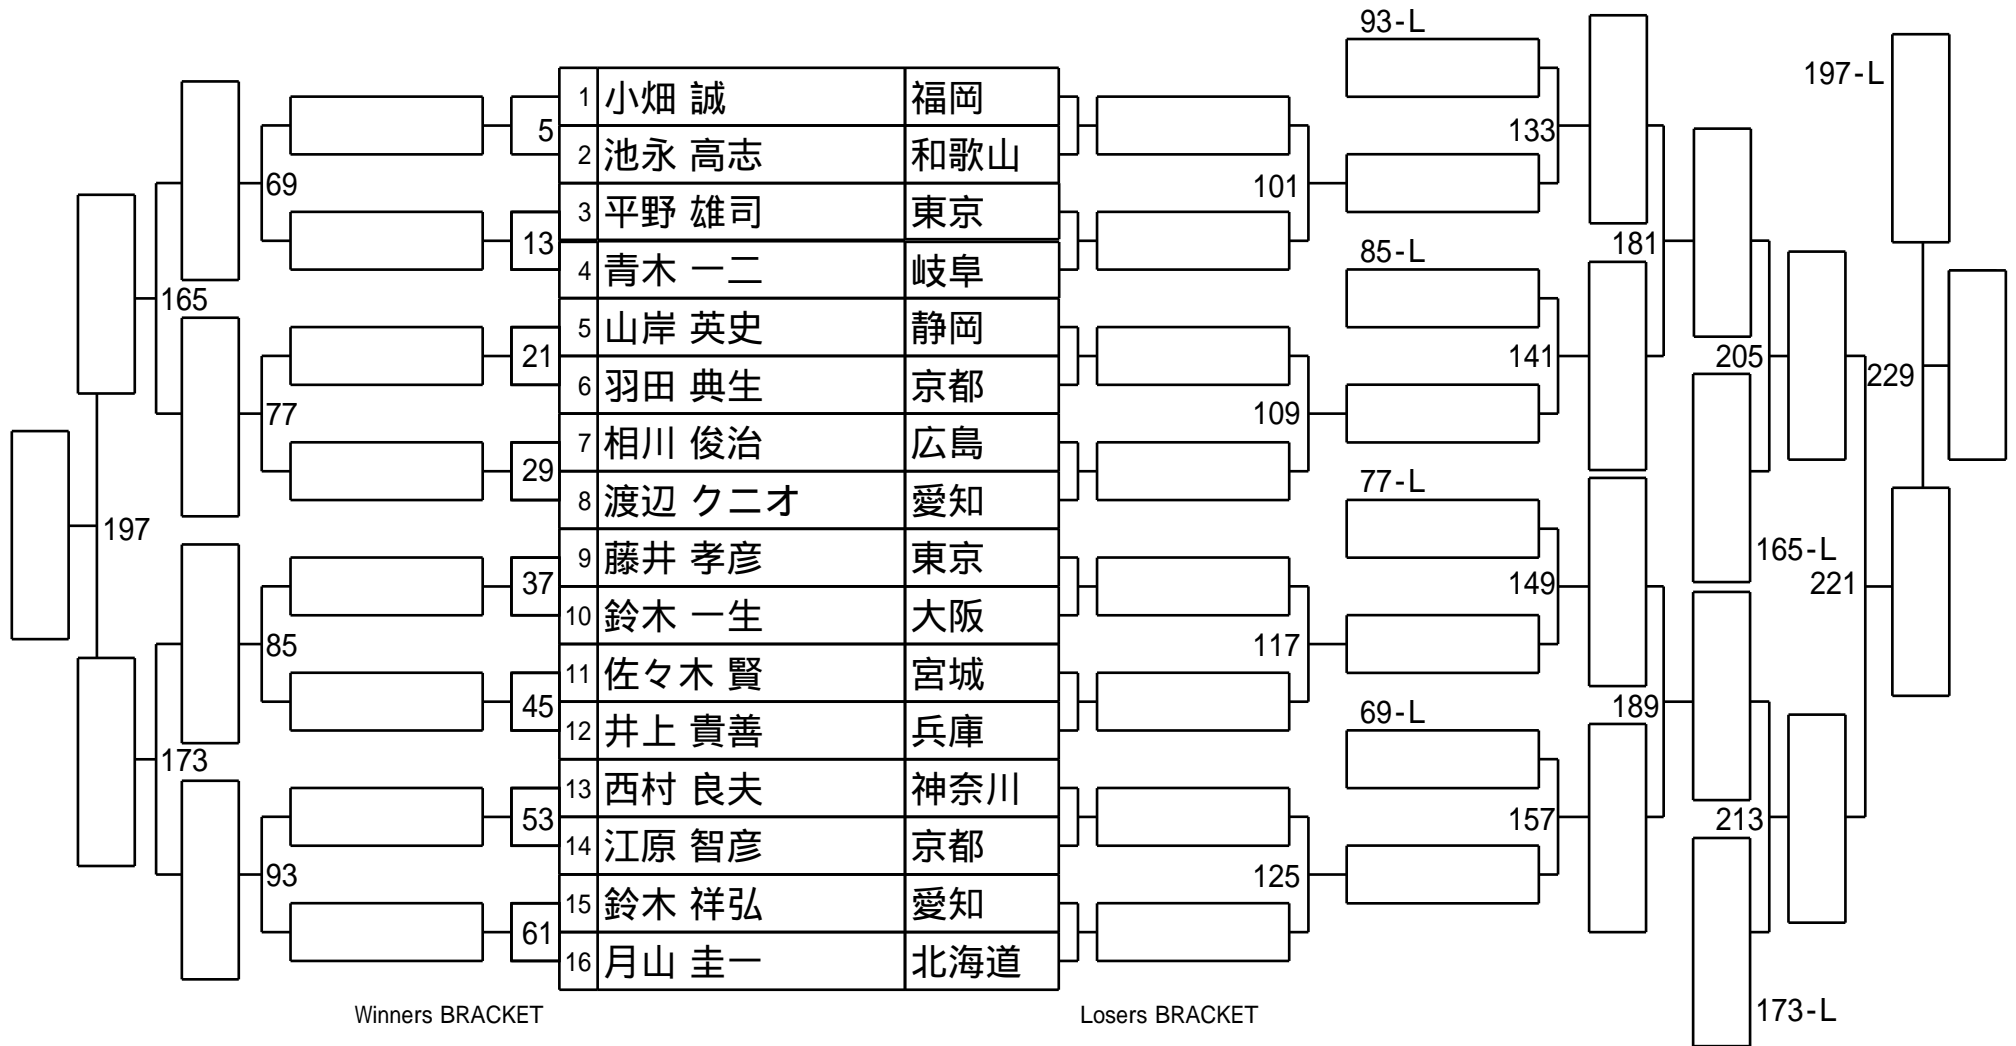 93-L
197-L
1 小畑 誠 福岡
5
133
2 池永 高志 和歌山
69
101
3 平野 雄司 東京
13
85-L
181
4 青木 一二 岐阜
165
5 山岸 英史 静岡
21
141
205
229
6 羽田 典生 京都
77
109
7 相川 俊治 広島
29
77-L
8 渡辺 クニオ 愛知
197
165-L
9 藤井 孝彦 東京
37
149
221
10 鈴木 一生 大阪
85
117
11 佐々木 賢 宮城
45
69-L
189
12 井上 貴善 兵庫
173
13 西村 良夫 神奈川
53
157
213
14 江原 智彦 京都
93
125
15 鈴木 祥弘 愛知
61
16 月山 圭一 北海道
Winners BRACKET
Losers BRACKET
173-L